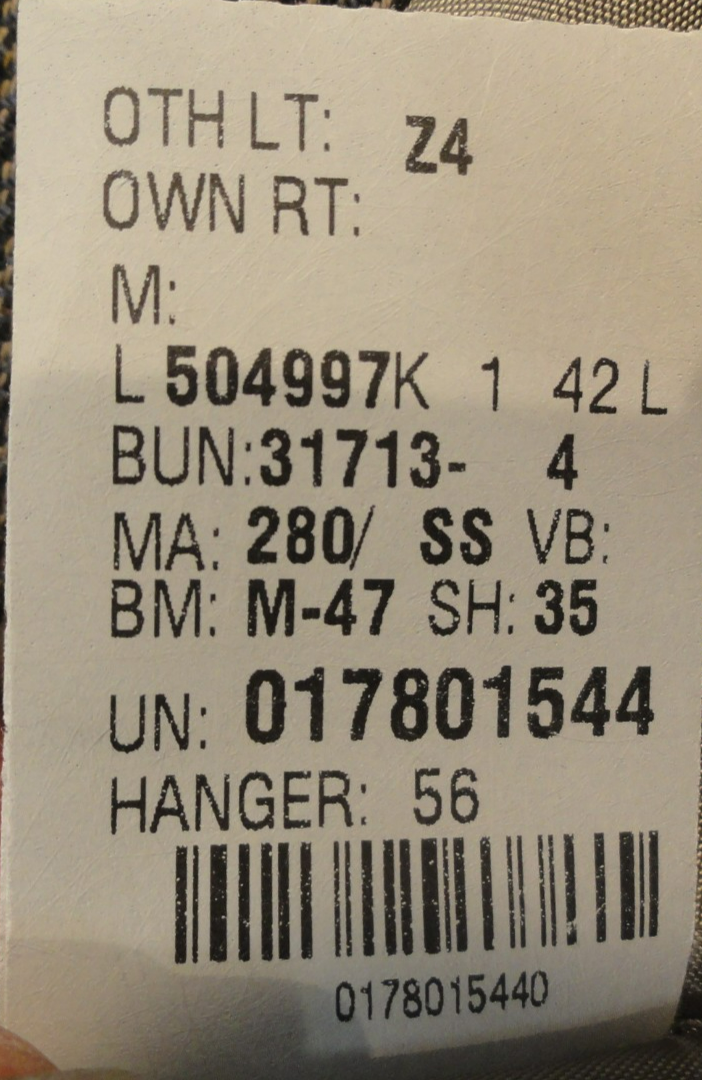 OTH LT: Z4
OWN RT:
M:
L 504997K 1 42 L
BUN:31713- 4
MA: 280/ SS VB:
BM: M-47 SH: 35
UN: 017801544
HANGER: 56
0178015440